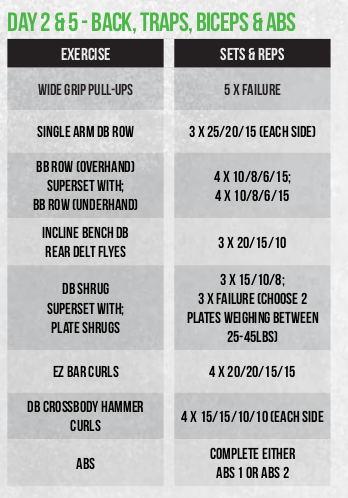 DAY 2 & 5 - BACK, TRAPS, BICEPS & ABS
EXERCISE
SETS & REPS
WIDE GRIP PULL-UPS
5 X FAILURE
SINGLE ARM DB ROW
3 X 25/20/15 (EACH SIDE)
BB ROW (OVERHAND)
SUPERSET WITH;
BB ROW (UNDERHAND)
4 X 10/8/6/15;
4 X 10/8/6/15
INCLINE BENCH DB
REAR DELT FLYES
3 X 20/15/10
DB SHRUG
SUPERSET WITH;
PLATE SHRUGS
3 X 15/10/8;
3 X FAILURE (CHOOSE 2
PLATES WEIGHING BETWEEN
25-45LBS)
EZ BAR CURLS
4 X 20/20/15/15
DB CROSSBODY HAMMER
CURLS
4 X 15/15/10/10 (EACH SIDE
ABS
COMPLETE EITHER
ABS 1 OR ABS 2